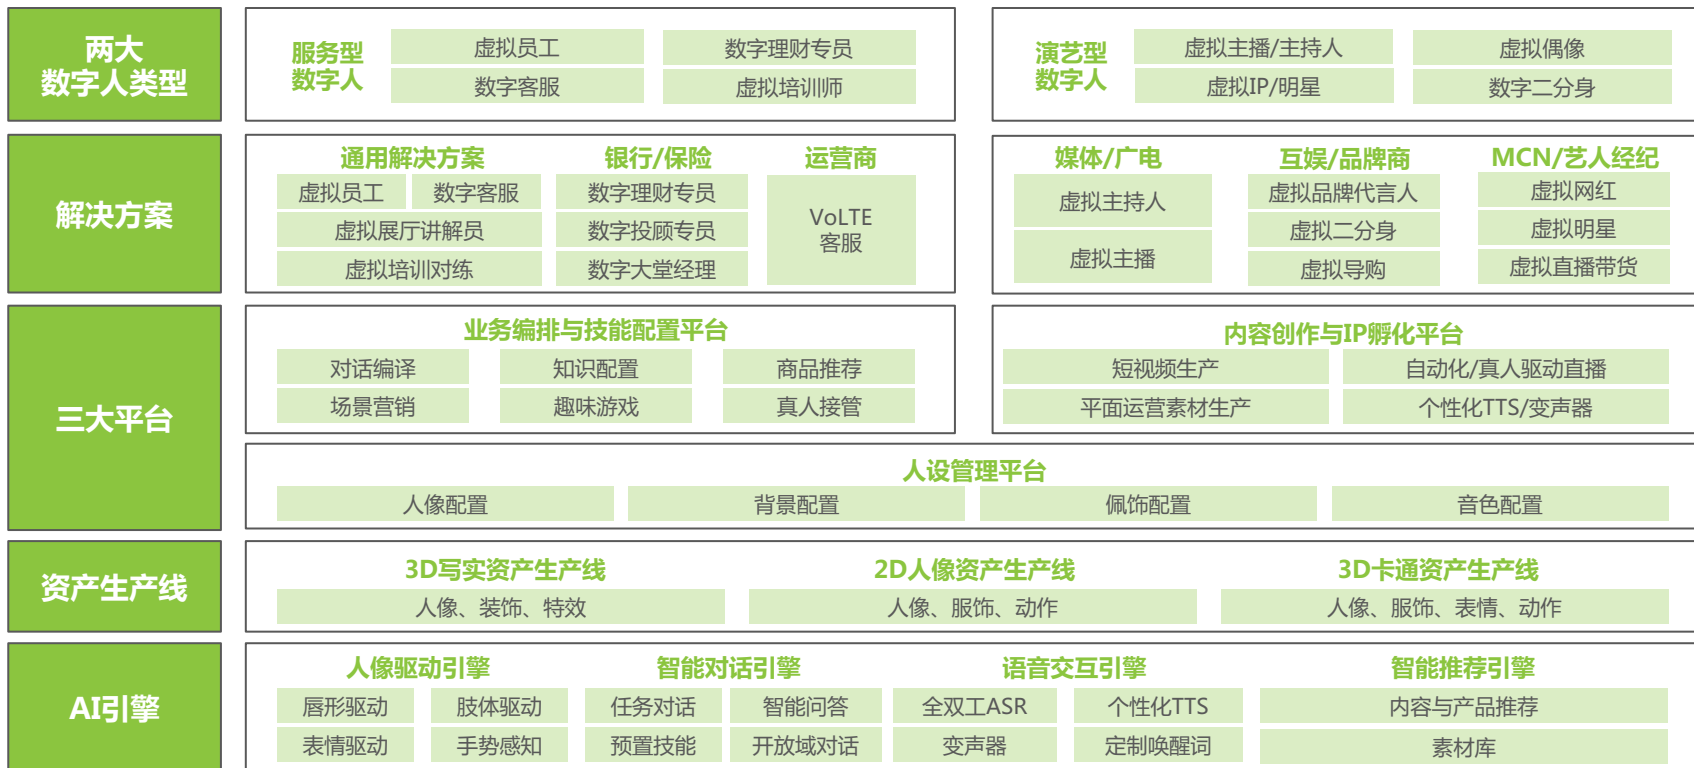 两大
数字人类型
服务型
数字人
虚拟员工
数字理财专员
数字客服
虚拟培训师
演艺型
数字人
虚拟主播/主持人
虚拟偶像
虚拟IP/明星
数字二分身
解决方案
通用解决方案
虚拟员工
数字客服
虚拟展厅讲解员
虚拟培训对练
银行/保险
数字理财专员
数字投顾专员
数字大堂经理
运营商
VoLTE
客服
媒体/广电
虚拟主持人
虚拟主播
互娱/品牌商
虚拟品牌代言人
虚拟二分身
虚拟导购
MCN/艺人经纪
虚拟网红
虚拟明星
虚拟直播带货
三大平台
业务编排与技能配置平台
对话编译
知识配置
商品推荐
场景营销
趣味游戏
真人接管
内容创作与IP孵化平台
短视频生产
自动化/真人驱动直播
平面运营素材生产
个性化TTS/变声器
人设管理平台
人像配置
背景配置
佩饰配置
音色配置
资产生产线
3D写实资产生产线
人像、装饰、特效
2D人像资产生产线
人像、服饰、动作
3D卡通资产生产线
人像、服饰、表情、动作
AI引擎
人像驱动引擎
唇形驱动
肢体驱动
表情驱动
手势感知
智能对话引擎
任务对话
智能问答
预置技能
开放域对话
语音交互引擎
全双工ASR
个性化TTS
变声器
定制唤醒词
智能推荐引擎
内容与产品推荐
素材库